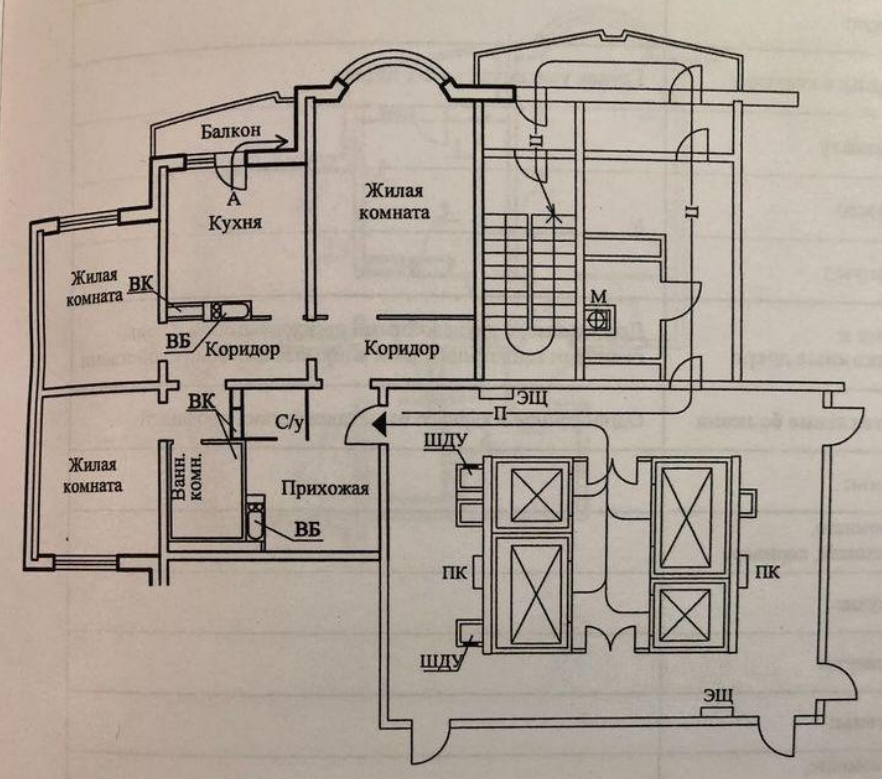 Балкон
А
Кухня
Жилая
комната
П
П
Жилая
комната
ВК
ВБ
Коридор
Коридор
М
ЭЩ
П
ВК
С/у
ШДУ
Жилая
комната
Ванн.
комн.
Прихожая
ВБ
ПК
ПК
ШДУ
ЭЩ